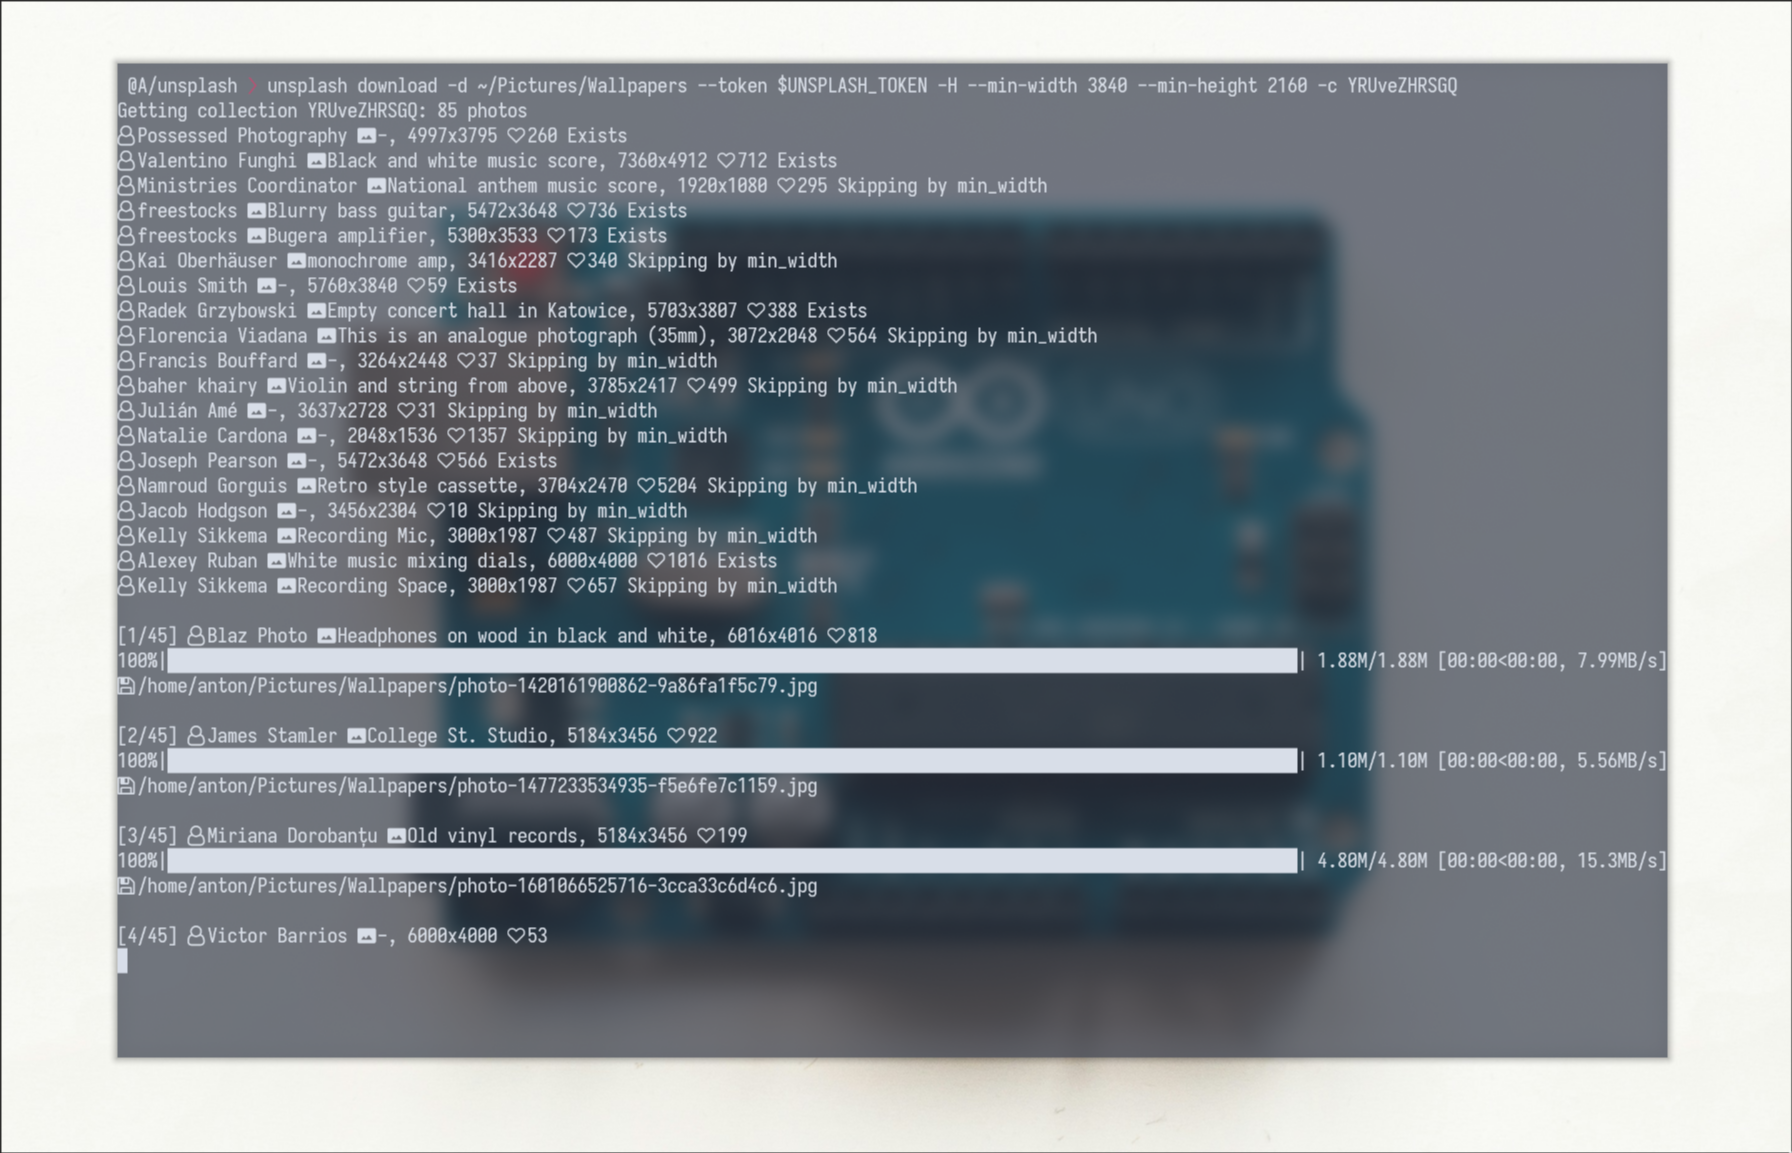 @A/unsplash ❯ unsplash download -d ~/Pictures/Wallpapers --token $UNSPLASH_TOKEN -H --min-width 3840 --min-height 2160 -c YRUveZHRSGQ
Getting collection YRUveZHRSGQ: 85 photos
Possessed Photography -, 4997x3795 ♡260 Exists
Valentino Funghi Black and white music score, 7360x4912 ♡712 Exists
Ministries Coordinator National anthem music score, 1920x1080 ♡295 Skipping by min_width
freestocks Blurry bass guitar, 5472x3648 ♡736 Exists
freestocks Bugera amplifier, 5300x3533 ♡173 Exists
Kai Oberhäuser monochrome amp, 3416x2287 ♡340 Skipping by min_width
Louis Smith -, 5760x3840 ♡59 Exists
Radek Grzybowski Empty concert hall in Katowice, 5703x3807 ♡388 Exists
Florencia Viadana This is an analogue photograph (35mm), 3072x2048 ♡564 Skipping by min_width
Francis Bouffard -, 3264x2448 ♡37 Skipping by min_width
baher khairy Violin and string from above, 3785x2417 ♡499 Skipping by min_width
Julián Amé -, 3637x2728 ♡31 Skipping by min_width
Natalie Cardona -, 2048x1536 ♡1357 Skipping by min_width
Joseph Pearson -, 5472x3648 ♡566 Exists
Namroud Gorguis Retro style cassette, 3704x2470 ♡5204 Skipping by min_width
Jacob Hodgson -, 3456x2304 ♡10 Skipping by min_width
Kelly Sikkema Recording Mic, 3000x1987 ♡487 Skipping by min_width
Alexey Ruban White music mixing dials, 6000x4000 ♡1016 Exists
Kelly Sikkema Recording Space, 3000x1987 ♡657 Skipping by min_width
[1/45] Blaz Photo Headphones on wood in black and white, 6016x4016 ♡818
100%| | 1.88M/1.88M [00:00<00:00, 7.99MB/s]
/home/anton/Pictures/Wallpapers/photo-1420161900862-9a86fa1f5c79.jpg
[2/45] James Stamler College St. Studio, 5184x3456 ♡922
100%| | 1.10M/1.10M [00:00<00:00, 5.56MB/s]
/home/anton/Pictures/Wallpapers/photo-1477233534935-f5e6fe7c1159.jpg
[3/45] Miriana Dorobanțu Old vinyl records, 5184x3456 ♡199
100%| | 4.80M/4.80M [00:00<00:00, 15.3MB/s]
/home/anton/Pictures/Wallpapers/photo-1601066525716-3cca33c6d4c6.jpg
[4/45] Victor Barrios -, 6000x4000 ♡53